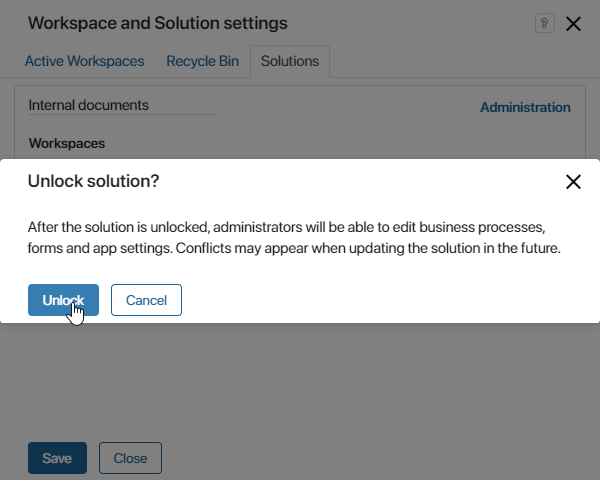 Workspace and Solution settings
?
Active Workspaces Recycle Bin Solutions
Internal documents Administration
Workspaces
Unlock solution?
After the solution is unlocked, administrators will be able to edit business processes,
forms and app settings. Conflicts may appear when updating the solution in the future.
Unlock Cancel
Save Close